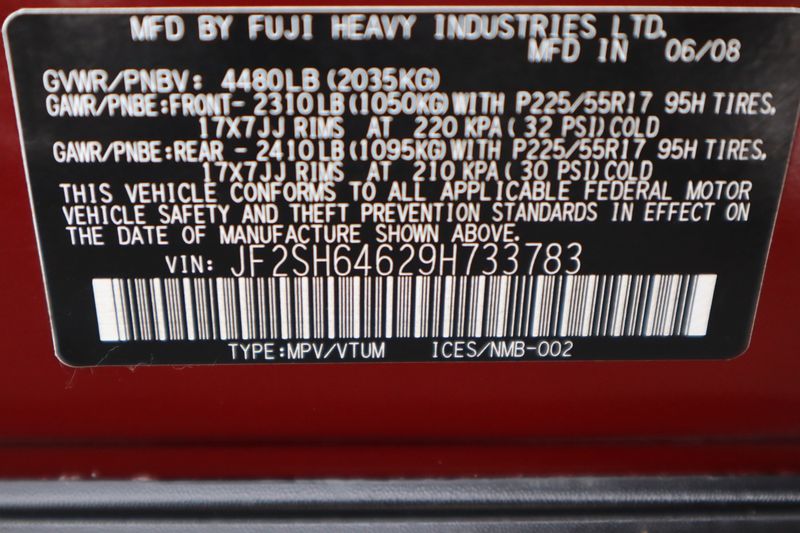 MFD BY FUJI HEAVY INDUSTRIES LTD.
MFD IN 06/08
GVWR/PNBV: 4480LB(2035KG)
GAWR/PNBE:FRONT-2310LB(1050KG)WITH P225/55R17 95H TIRES,
17X7JJ RIMS AT 220 KPA( 32 PSI)COLD
GAWR/PNBE:REAR -2410LB(1095KG)WITH P225/55R17 95H TIRES,
17X7JJ RIMS AT 210 KPA( 30 PSI)COLD
THIS VEHICLE CONFORMS TO ALL APPLICABLE FEDERAL MOTOR
VEHICLE SAFETY AND THEFT PREVENTION STANDARDS IN EFFECT ON
THE DATE OF MANUFACTURE SHOWN ABOVE.
VIN: JF2SH64629H733783
TYPE:MPV/VTUM ICES/NMB-002